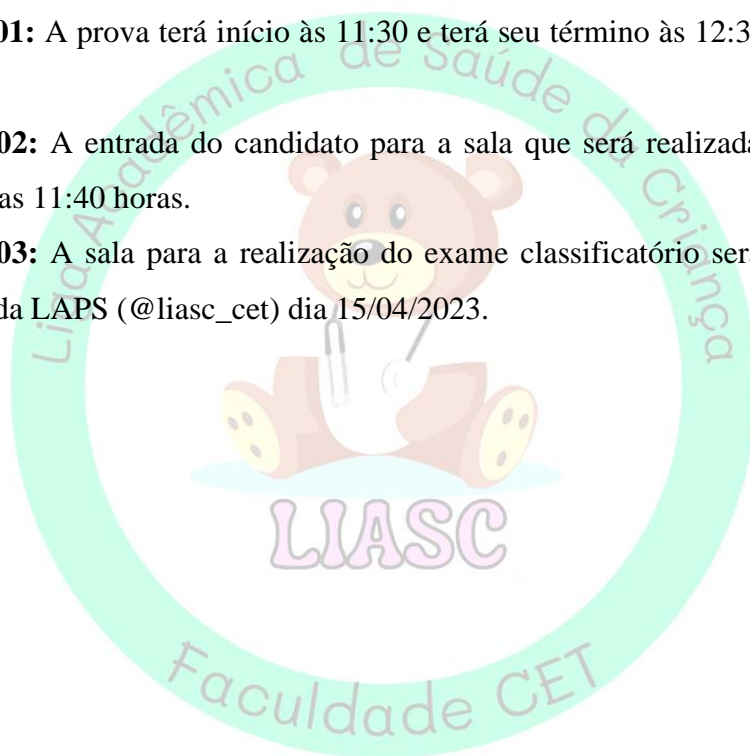 01: A prova terá início às 11:30 e terá seu término às 12:3
02: A entrada do candidato para a sala que será realizada
as 11:40 horas.
03: A sala para a realização do exame classificatório ser
da LAPS (@liasc_cet) dia 15/04/2023.
Liga Acadêmica de Saúde da Criança
LIASC
Faculdade CET